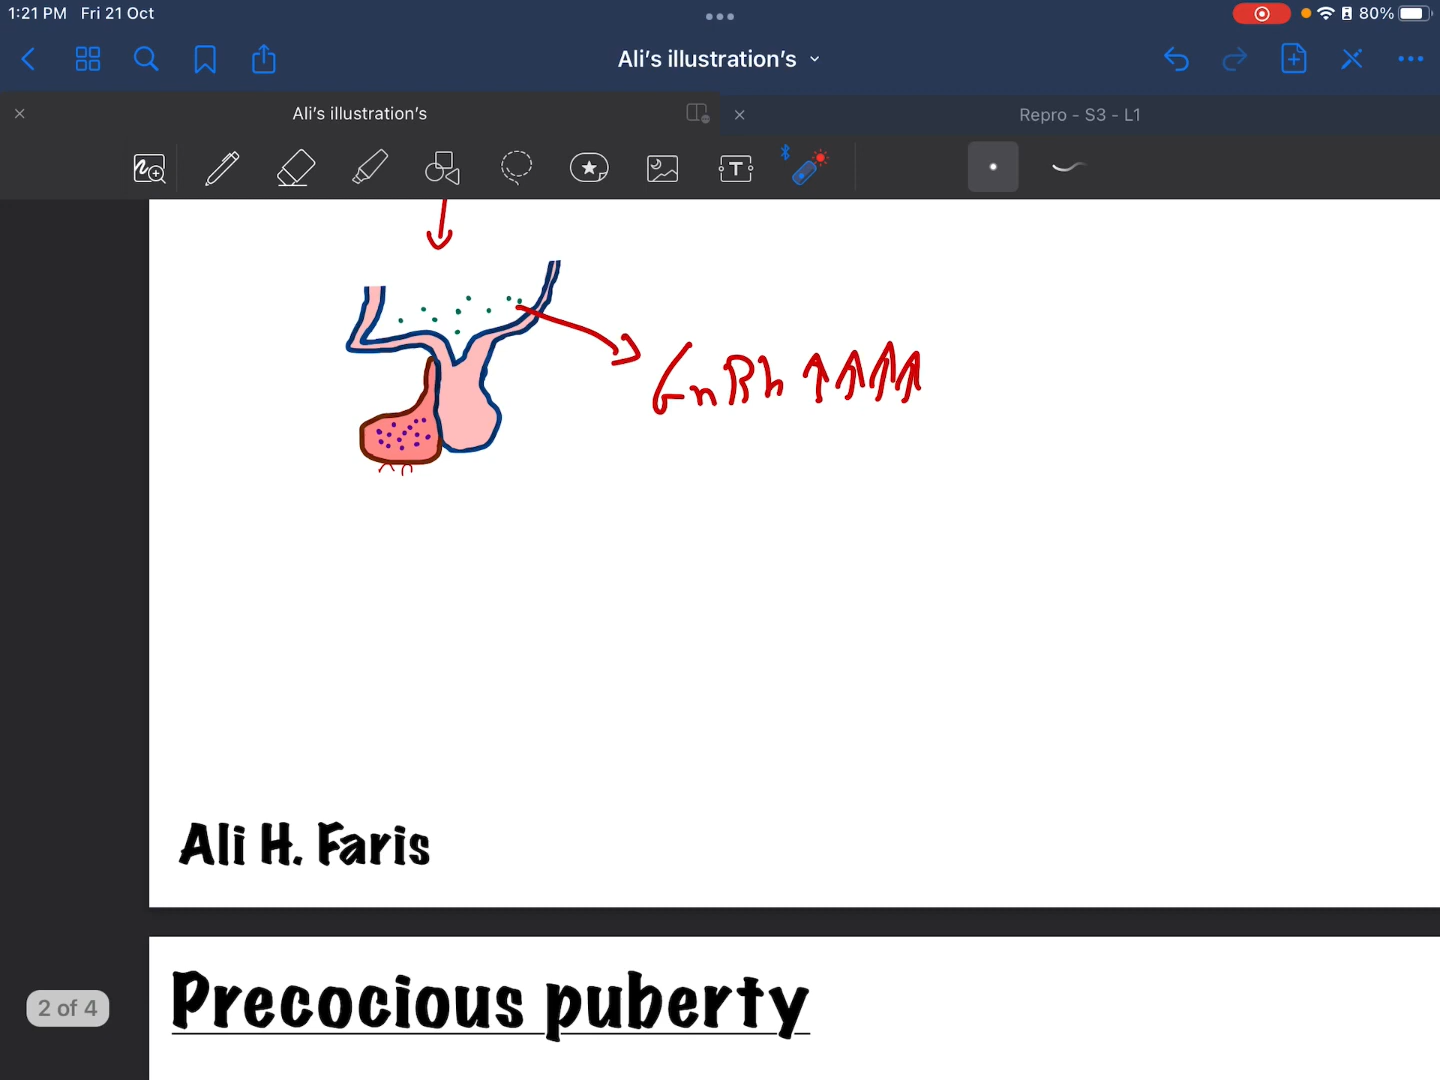 1:21 PM Fri 21 Oct
80%
Ali's illustration's
Ali's illustration's
Repro - S3 - L1
T
GnRh ↑↑↑↑
Ali H. Faris
2 of 4
Precocious puberty